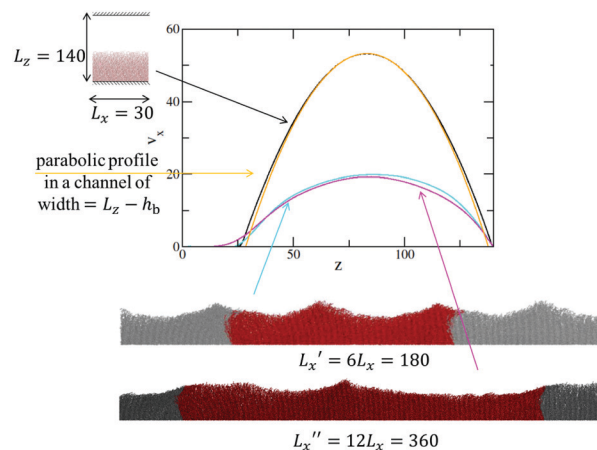 L_z = 140
L_x = 30
parabolic profile
in a channel of
width = L_z − h_b
60
40
20
0
v_x
0 50 100
z
L_x′ = 6L_x = 180
L_x″ = 12L_x = 360